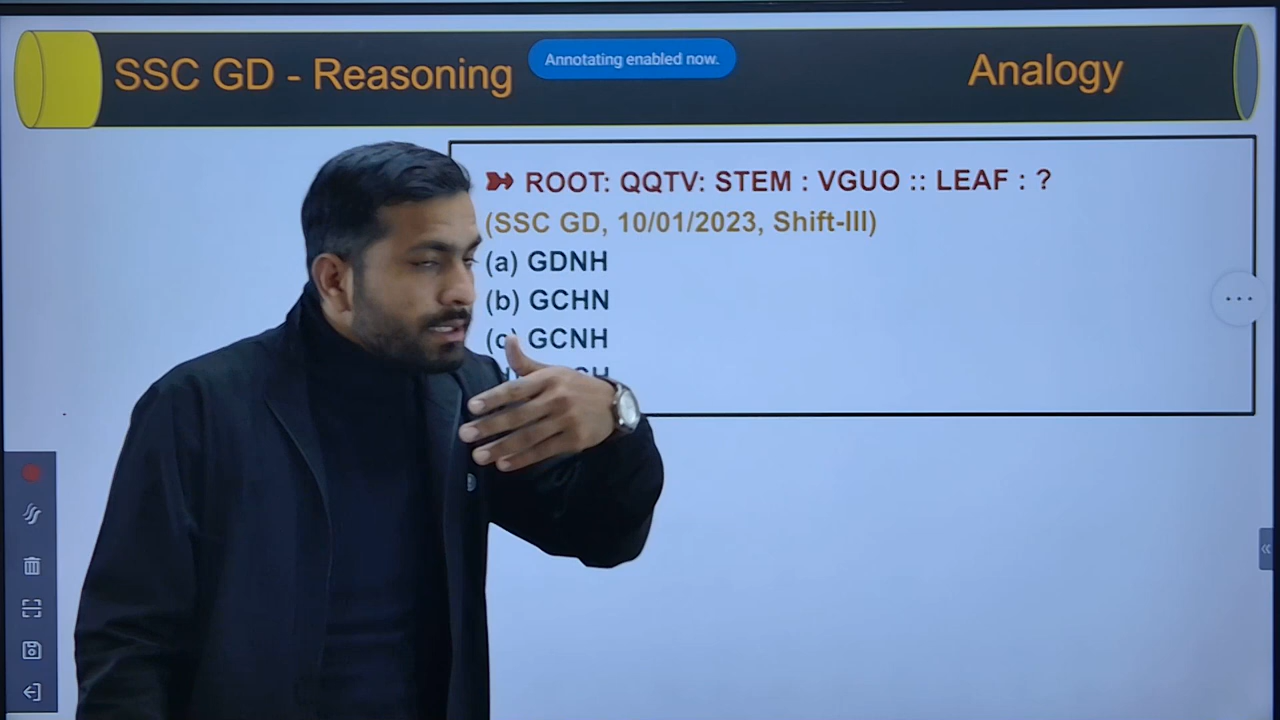 SSC GD - Reasoning
Annotating enabled now.
Analogy
ROOT: QQTV: STEM : VGUO :: LEAF : ?
(SSC GD, 10/01/2023, Shift-III)
(a) GDNH
(b) GCHN
(c) GCNH